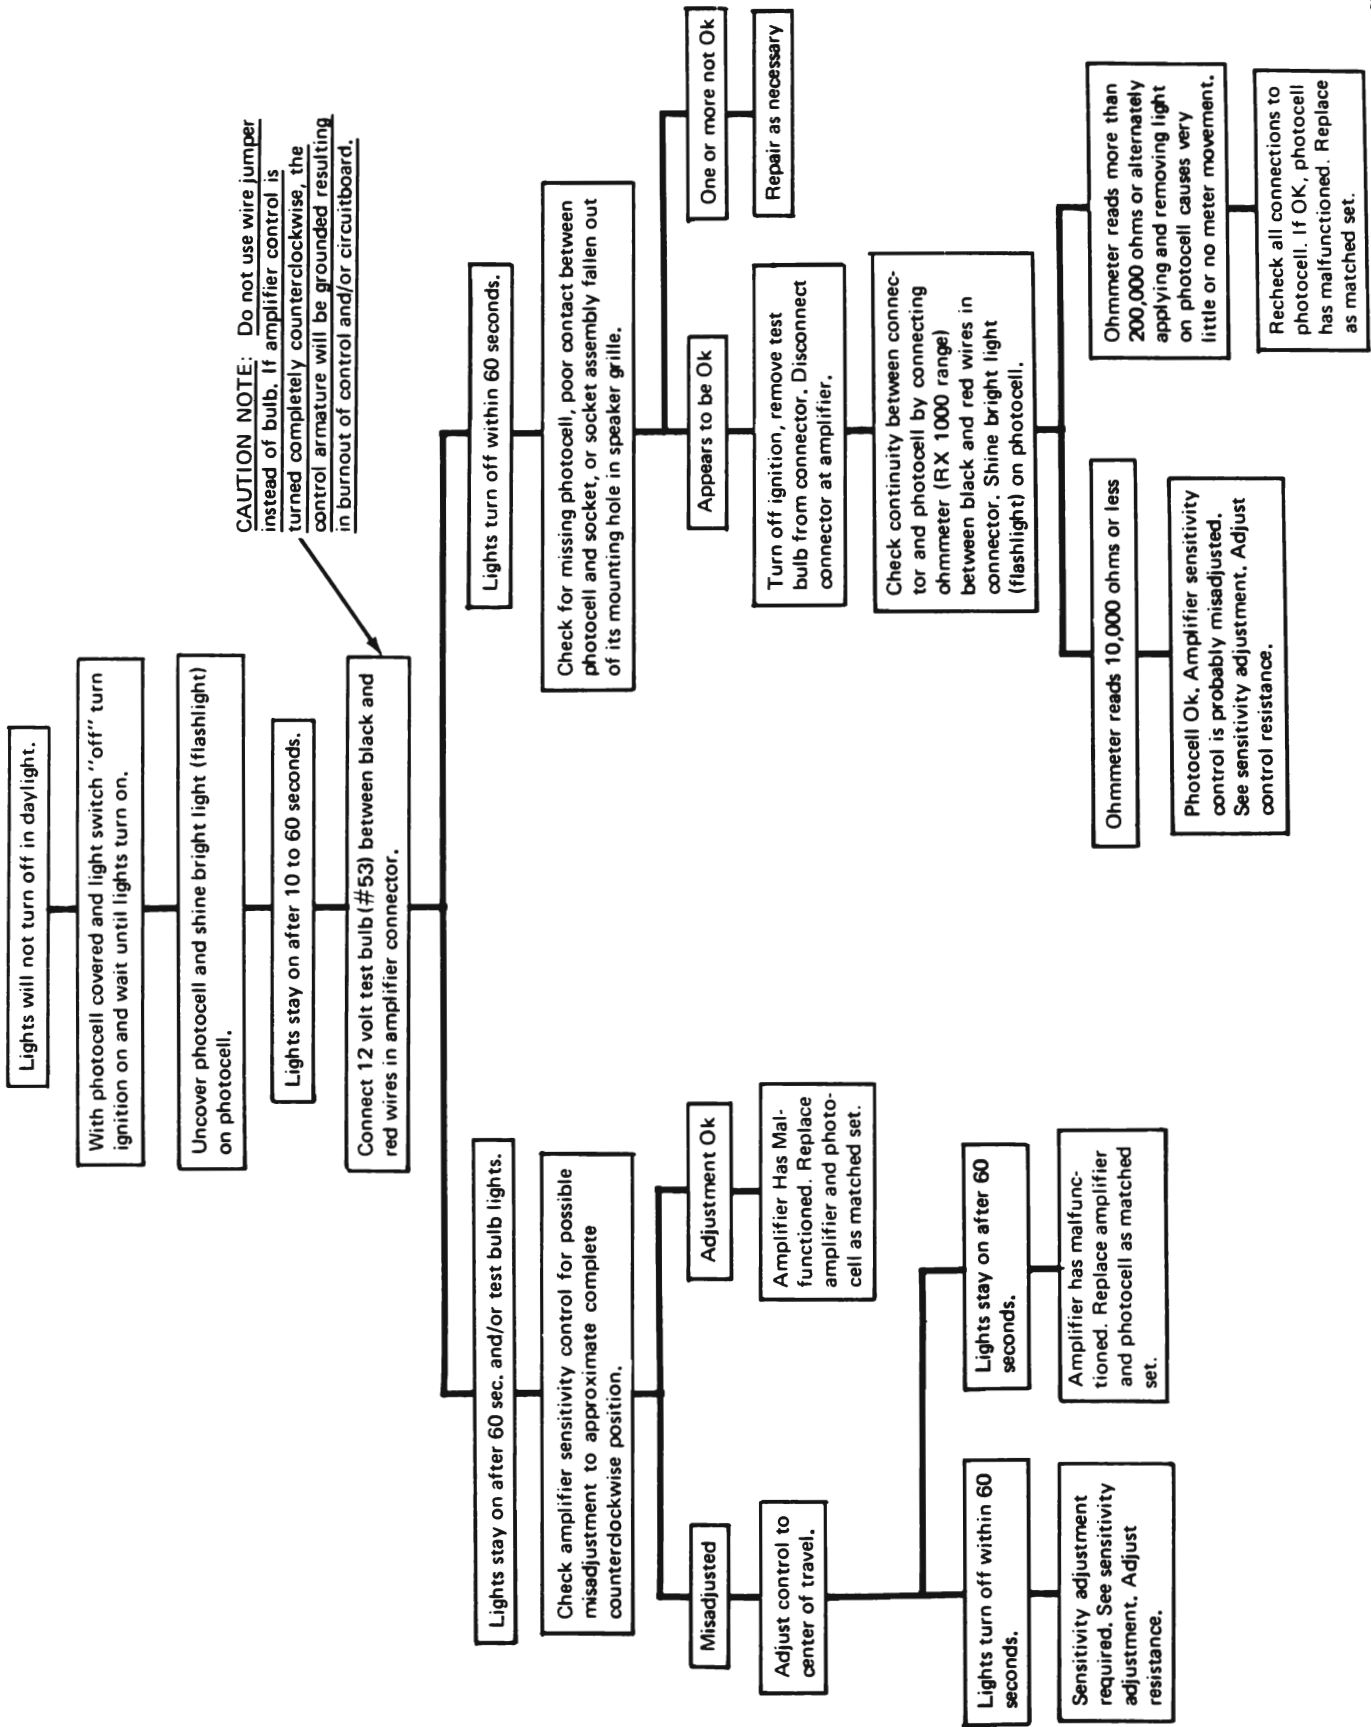 Lights will not turn off in daylight.
With photocell covered and light switch "off" turn
ignition on and wait until lights turn on.
Uncover photocell and shine bright light (flashlight)
on photocell.
Lights stay on after 10 to 60 seconds.
CAUTION NOTE: Do not use wire jumper
instead of bulb. If amplifier control is
turned completely counterclockwise, the
control armature will be grounded resulting
in burnout of control and/or circuitboard.
Connect 12 volt test bulb (#53) between black and
red wires in amplifier connector.
Lights stay on after 60 sec. and/or test bulb lights.
Check amplifier sensitivity control for possible
misadjustment to approximate complete
counterclockwise position.
Misadjusted
Adjust control to
center of travel.
Lights turn off within 60
seconds.
Sensitivity adjustment
required. See sensitivity
adjustment. Adjust
resistance.
Lights stay on after 60
seconds.
Amplifier has malfunc-
tioned. Replace amplifier
and photocell as matched
set.
Adjustment Ok
Amplifier Has Mal-
functioned. Replace
amplifier and photo-
cell as matched set.
Lights turn off within 60 seconds.
Check for missing photocell, poor contact between
photocell and socket, or socket assembly fallen out
of its mounting hole in speaker grille.
Appears to be Ok
Turn off ignition, remove test
bulb from connector. Disconnect
connector at amplifier.
Check continuity between connec-
tor and photocell by connecting
ohmmeter (RX 1000 range)
between black and red wires in
connector. Shine bright light
(flashlight) on photocell.
Ohmmeter reads 10,000 ohms or less
Photocell Ok. Amplifier sensitivity
control is probably misadjusted.
See sensitivity adjustment. Adjust
control resistance.
Ohmmeter reads more than
200,000 ohms or alternately
applying and removing light
on photocell causes very
little or no meter movement.
Recheck all connections to
photocell. If OK, photocell
has malfunctioned. Replace
as matched set.
One or more not Ok
Repair as necessary